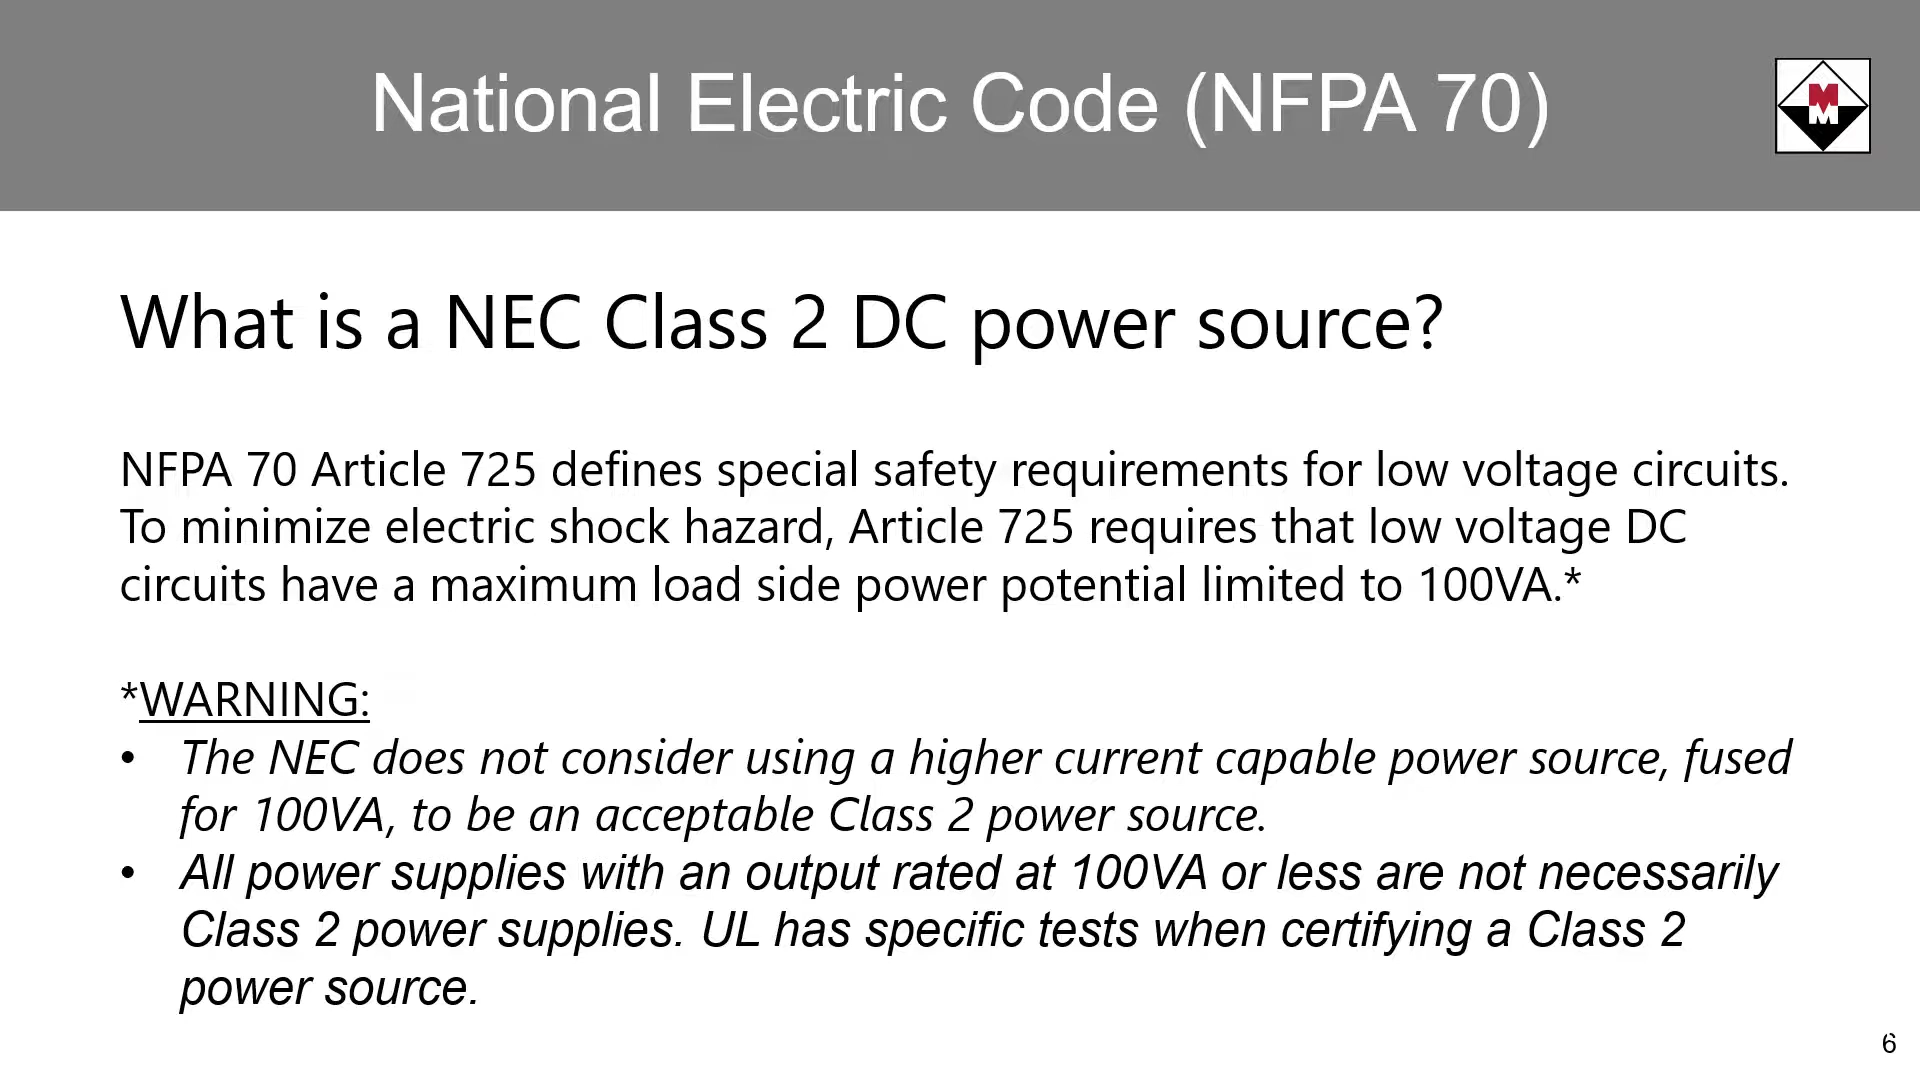 National Electric Code (NFPA 70)
M
M
What is a NEC Class 2 DC power source?
NFPA 70 Article 725 defines special safety requirements for low voltage circuits.
To minimize electric shock hazard, Article 725 requires that low voltage DC
circuits have a maximum load side power potential limited to 100VA.*
*WARNING:
• The NEC does not consider using a higher current capable power source, fused
for 100VA, to be an acceptable Class 2 power source.
• All power supplies with an output rated at 100VA or less are not necessarily
Class 2 power supplies. UL has specific tests when certifying a Class 2
power source.
6